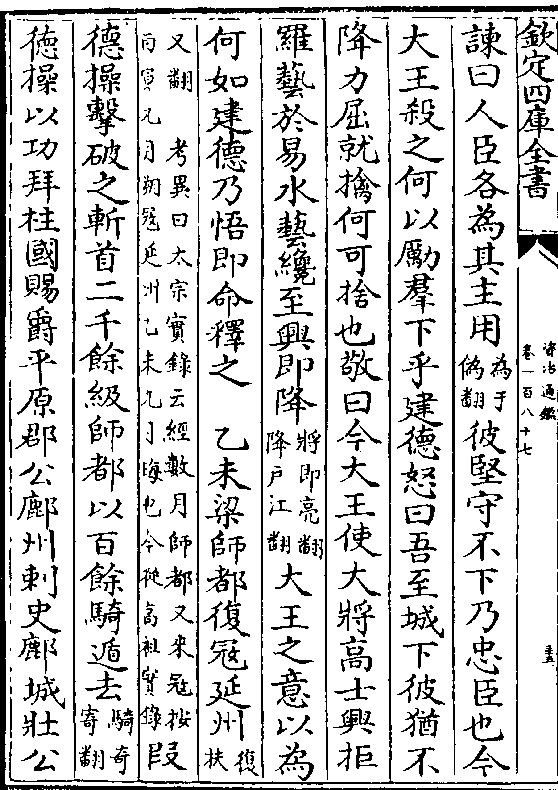 欽定四庫全書
資治通鑑
卷一百八十七
諫曰人臣各為其主用為于偽翻彼堅守不下乃忠臣也今
大王殺之何以勵羣下乎建德怒曰吾至城下彼猶不
降力屈就擒何可捨也敬曰今大王使大將高士興拒
羅藝於易水藝纔至興即降將即亮翻降戶江翻大王之意以為
何如建德乃悟即命釋之　乙未梁師都復寇延州復扶
又翻　考異曰太宗實録云經數月師都又來寇按丙寅九月朔寇延州乙未九月晦也今從高祖實録段
德操擊破之斬首二千餘級師都以百餘騎遁去騎奇寄翻
德操以功拜柱國賜爵平原郡公鄜州刺史鄜城壯公